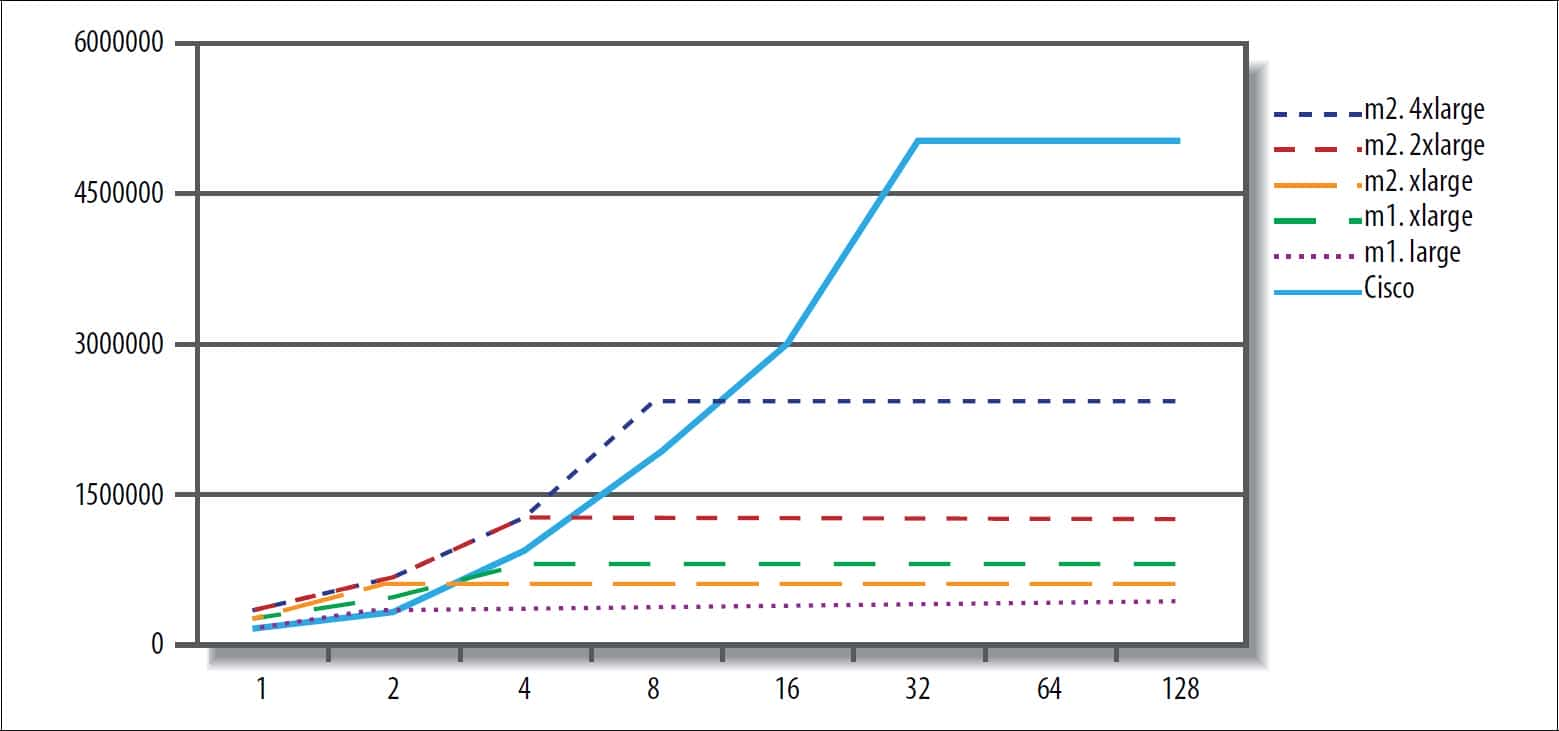 6000000
4500000
3000000
1500000
0
1
2
4
8
16
32
64
128
m2. 4xlarge
m2. 2xlarge
m2. xlarge
m1. xlarge
m1. large
Cisco